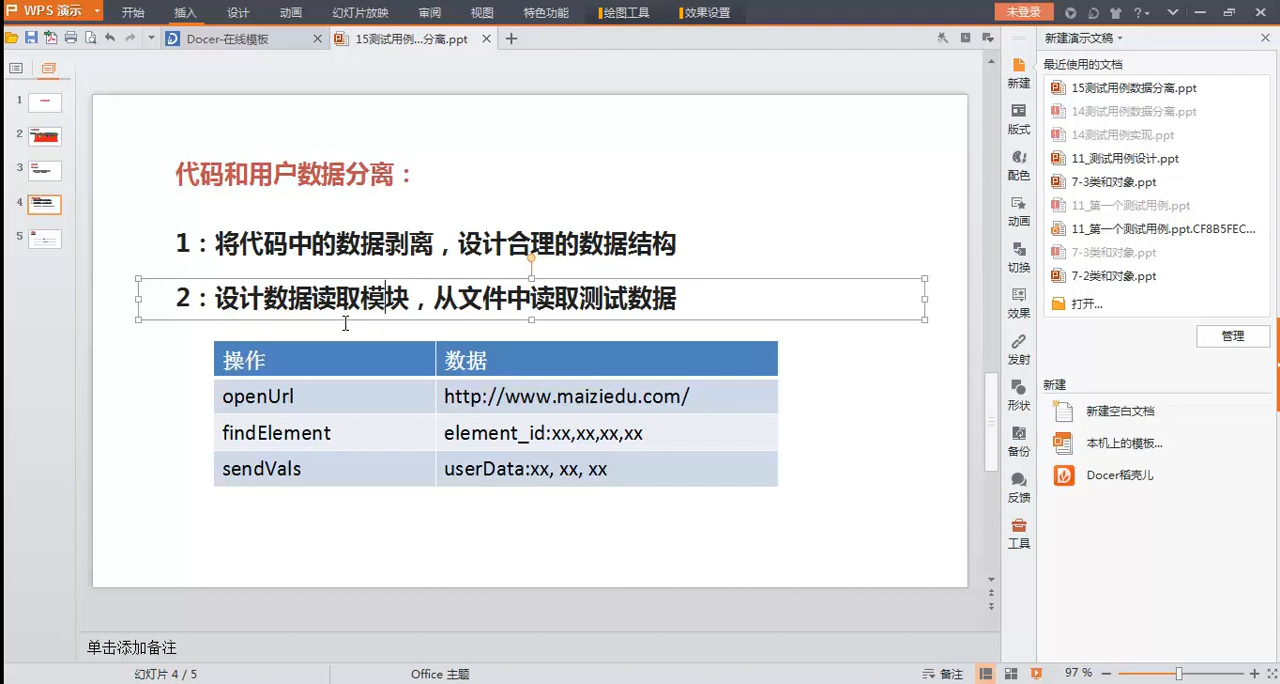 WPS 演示
开始 插入 设计 动画 幻灯片放映 审阅 视图 特色功能 绘图工具 效果设置
未登录
Docer-在线模板
15测试用例...分离.ppt
新建演示文稿
最近使用的文档
15测试用例数据分离.ppt
14测试用例数据分离.ppt
14测试用例实现.ppt
11_测试用例设计.ppt
7-3类和对象.ppt
11_第一个测试用例.ppt
11_第一个测试用例.ppt.CF8B5FEC...
7-3类和对象.ppt
7-2类和对象.ppt
打开...
管理
新建
新建空白文档
本机上的模板...
Docer稻壳儿
新建
版式
配色
动画
切换
效果
发射
形状
备份
反馈
工具
1
2
3
4
5
代码和用户数据分离：
1：将代码中的数据剥离，设计合理的数据结构
2：设计数据读取模块，从文件中读取测试数据
操作 数据
openUrl http://www.maiziedu.com/
findElement element_id:xx,xx,xx,xx
sendVals userData:xx, xx, xx
单击添加备注
幻灯片 4 / 5
Office 主题
备注
97 %